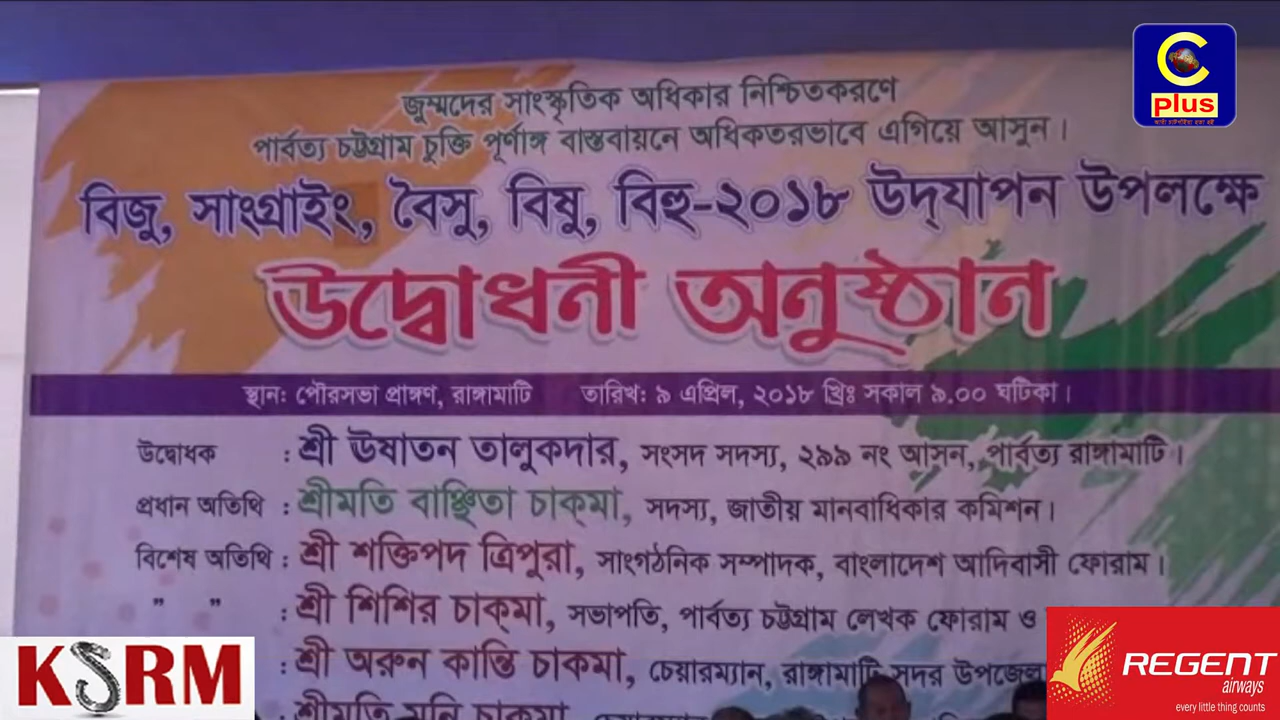 C
plus
জুম্মদের সাংস্কৃতিক অধিকার নিশ্চিতকরণে
পার্বত্য চট্টগ্রাম চুক্তি পূর্ণাঙ্গ বাস্তবায়নে অধিকতরভাবে এগিয়ে আসুন।
বিজু, সাংগ্রাইং, বৈসু, বিষু, বিহু-২০১৮ উদ্‌যাপন উপলক্ষে
উদ্বোধনী অনুষ্ঠান
স্থান: পৌরসভা প্রাঙ্গণ, রাঙ্গামাটি তারিখ: ৯ এপ্রিল, ২০১৮ খ্রিঃ সকাল ৯.০০ ঘটিকা।
উদ্বোধক : শ্রী ঊষাতন তালুকদার, সংসদ সদস্য, ২৯৯ নং আসন, পার্বত্য রাঙ্গামাটি।
প্রধান অতিথি : শ্রীমতি বাঞ্ছিতা চাক্‌মা, সদস্য, জাতীয় মানবাধিকার কমিশন।
বিশেষ অতিথি : শ্রী শক্তিপদ ত্রিপুরা, সাংগঠনিক সম্পাদক, বাংলাদেশ আদিবাসী ফোরাম।
" " : শ্রী শিশির চাক্‌মা, সভাপতি, পার্বত্য চট্টগ্রাম লেখক ফোরাম ও
: শ্রী অরুন কান্তি চাকমা, চেয়ারম্যান, রাঙ্গামাটি সদর উপজেলা
শ্রীমতি মনি চাকমা
KSRM
REGENT
airways
every little thing counts